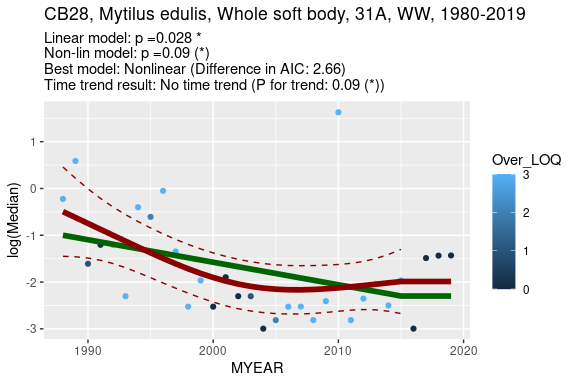 CB28, Mytilus edulis, Whole soft body, 31A, WW, 1980-2019
Linear model: p =0.028 *
Non-lin model: p =0.09 (*)
Best model: Nonlinear (Difference in AIC: 2.66)
Time trend result: No time trend (P for trend: 0.09 (*))
log(Median)
1
0
-1
-2
-3
1990
2000
2010
2020
MYEAR
Over_LOQ
3
2
1
0